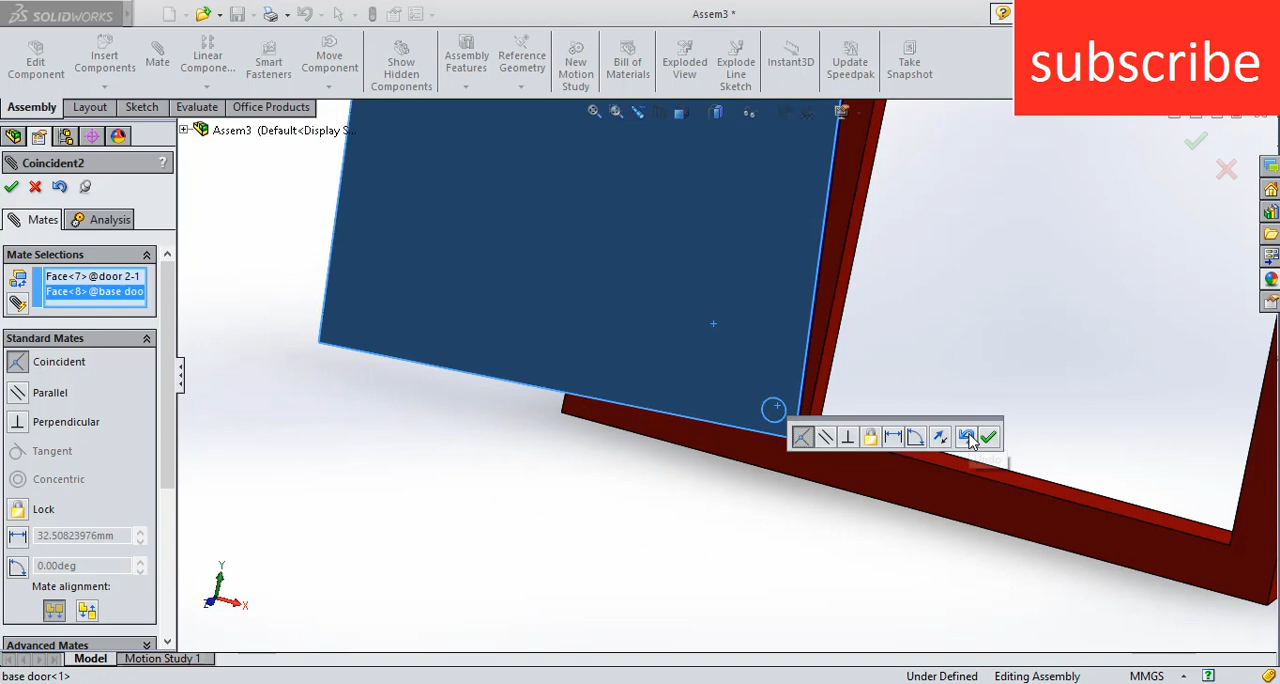 SOLIDWORKS
Assem3 *
subscribe
Edit Component
Insert Components
Mate
Linear Compone...
Smart Fasteners
Move Component
Show Hidden Components
Assembly Features
Reference Geometry
New Motion Study
Bill of Materials
Exploded View
Explode Line Sketch
Instant3D
Update Speedpak
Take Snapshot
Assembly
Layout
Sketch
Evaluate
Office Products
Assem3 (Default<Display S...
Coincident2
?
Mates
Analysis
Mate Selections
Face<7>@door 2-1
Face<8>@base doo
Standard Mates
Coincident
Parallel
Perpendicular
Tangent
Concentric
Lock
32.50823976mm
0.00deg
Mate alignment:
Advanced Mates
Undo
Y
X
Z
Model
Motion Study 1
base door<1>
Under Defined
Editing Assembly
MMGS
?